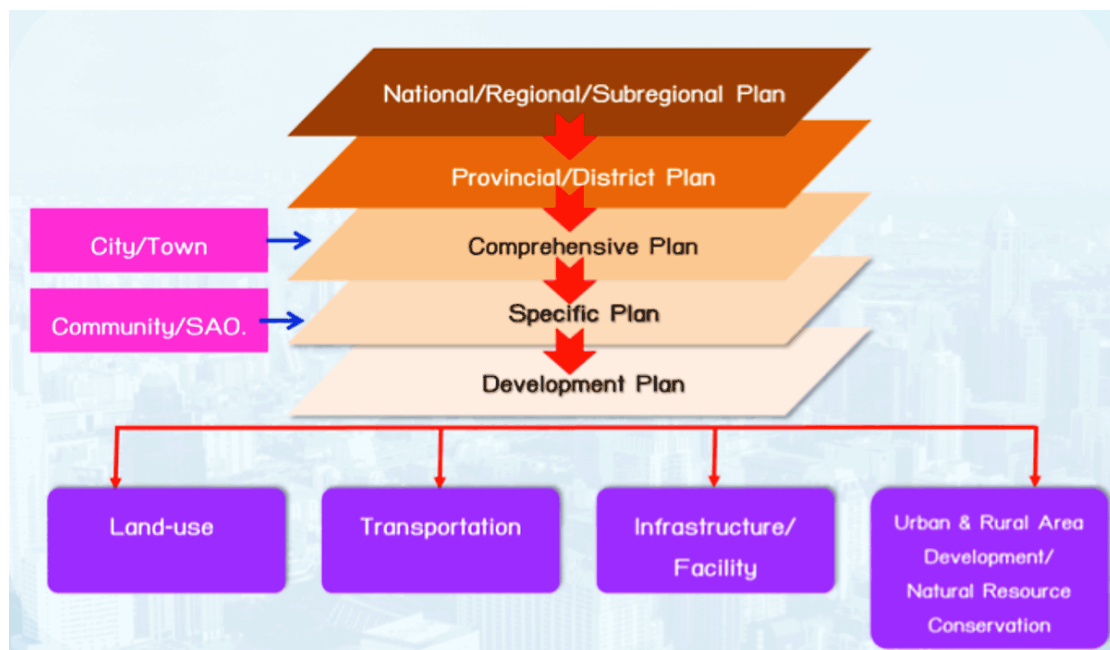 National/Regional/Subregional Plan
Provincial/District Plan
City/Town
Comprehensive Plan
Community/SAO.
Specific Plan
Development Plan
Land-use
Transportation
Infrastructure/
Facility
Urban & Rural Area
Development/
Natural Resource
Conservation